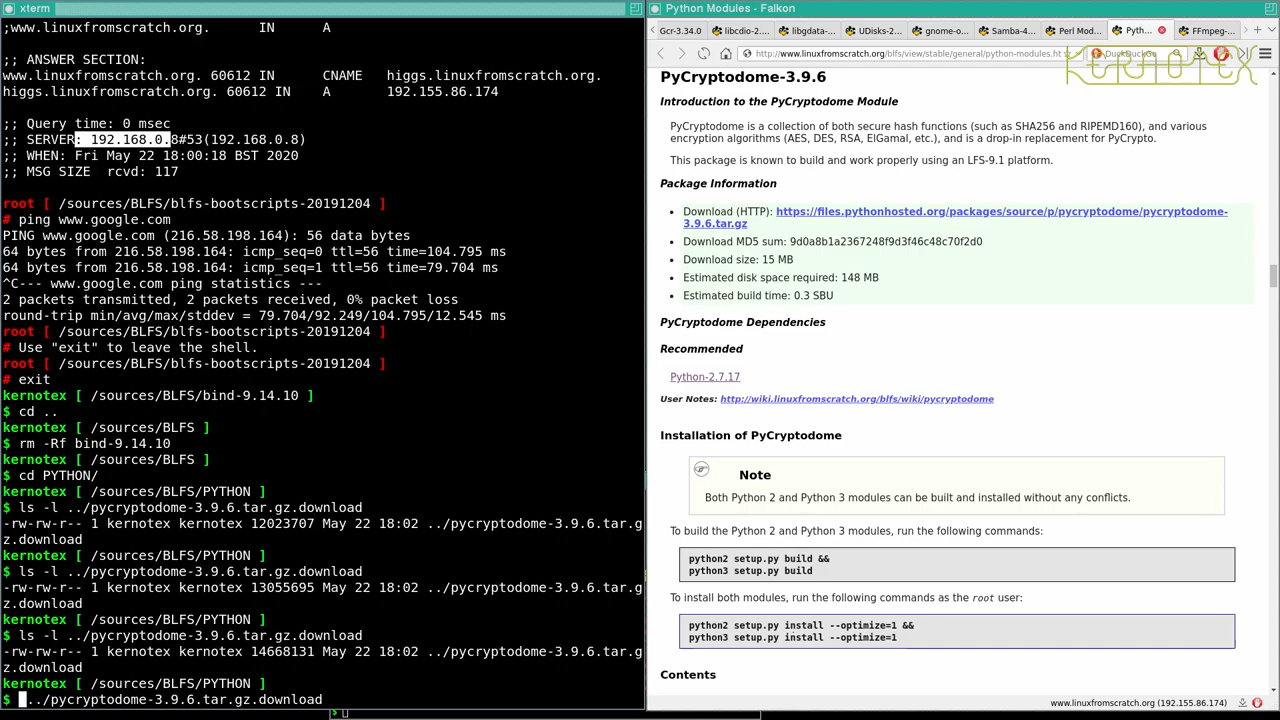 xterm
;www.linuxfromscratch.org. IN A
;; ANSWER SECTION:
www.linuxfromscratch.org. 60612 IN CNAME higgs.linuxfromscratch.org.
higgs.linuxfromscratch.org. 60612 IN A 192.155.86.174
;; Query time: 0 msec
;; SERVER: 192.168.0.8#53(192.168.0.8)
;; WHEN: Fri May 22 18:00:18 BST 2020
;; MSG SIZE rcvd: 117
root [ /sources/BLFS/blfs-bootscripts-20191204 ]
# ping www.google.com
PING www.google.com (216.58.198.164): 56 data bytes
64 bytes from 216.58.198.164: icmp_seq=0 ttl=56 time=104.795 ms
64 bytes from 216.58.198.164: icmp_seq=1 ttl=56 time=79.704 ms
^C--- www.google.com ping statistics ---
2 packets transmitted, 2 packets received, 0% packet loss
round-trip min/avg/max/stddev = 79.704/92.249/104.795/12.545 ms
root [ /sources/BLFS/blfs-bootscripts-20191204 ]
# Use "exit" to leave the shell.
root [ /sources/BLFS/blfs-bootscripts-20191204 ]
# exit
kernotex [ /sources/BLFS/bind-9.14.10 ]
$ cd ..
kernotex [ /sources/BLFS ]
$ rm -Rf bind-9.14.10
kernotex [ /sources/BLFS ]
$ cd PYTHON/
kernotex [ /sources/BLFS/PYTHON ]
$ ls -l ../pycryptodome-3.9.6.tar.gz.download
-rw-rw-r-- 1 kernotex kernotex 12023707 May 22 18:02 ../pycryptodome-3.9.6.tar.g
z.download
kernotex [ /sources/BLFS/PYTHON ]
$ ls -l ../pycryptodome-3.9.6.tar.gz.download
-rw-rw-r-- 1 kernotex kernotex 13055695 May 22 18:02 ../pycryptodome-3.9.6.tar.g
z.download
kernotex [ /sources/BLFS/PYTHON ]
$ ls -l ../pycryptodome-3.9.6.tar.gz.download
-rw-rw-r-- 1 kernotex kernotex 14668131 May 22 18:02 ../pycryptodome-3.9.6.tar.g
z.download
kernotex [ /sources/BLFS/PYTHON ]
$ ../pycryptodome-3.9.6.tar.gz.download
$
Python Modules - Falkon
Gcr-3.34.0 libcdio-2... libgdata-... UDisks-2... gnome-o... Samba-4... Perl Mod... Pyth... FFmpeg-...
http://www.linuxfromscratch.org/blfs/view/stable/general/python-modules.ht DuckDuckGo
KERNOTEX
PyCryptodome-3.9.6
Introduction to the PyCryptodome Module
PyCryptodome is a collection of both secure hash functions (such as SHA256 and RIPEMD160), and various
encryption algorithms (AES, DES, RSA, ElGamal, etc.), and is a drop-in replacement for PyCrypto.
This package is known to build and work properly using an LFS-9.1 platform.
Package Information
• Download (HTTP): https://files.pythonhosted.org/packages/source/p/pycryptodome/pycryptodome-
3.9.6.tar.gz
• Download MD5 sum: 9d0a8b1a2367248f9d3f46c48c70f2d0
• Download size: 15 MB
• Estimated disk space required: 148 MB
• Estimated build time: 0.3 SBU
PyCryptodome Dependencies
Recommended
Python-2.7.17
User Notes: http://wiki.linuxfromscratch.org/blfs/wiki/pycryptodome
Installation of PyCryptodome
Note
Both Python 2 and Python 3 modules can be built and installed without any conflicts.
To build the Python 2 and Python 3 modules, run the following commands:
python2 setup.py build &&
python3 setup.py build
To install both modules, run the following commands as the root user:
python2 setup.py install --optimize=1 &&
python3 setup.py install --optimize=1
Contents
www.linuxfromscratch.org (192.155.86.174)